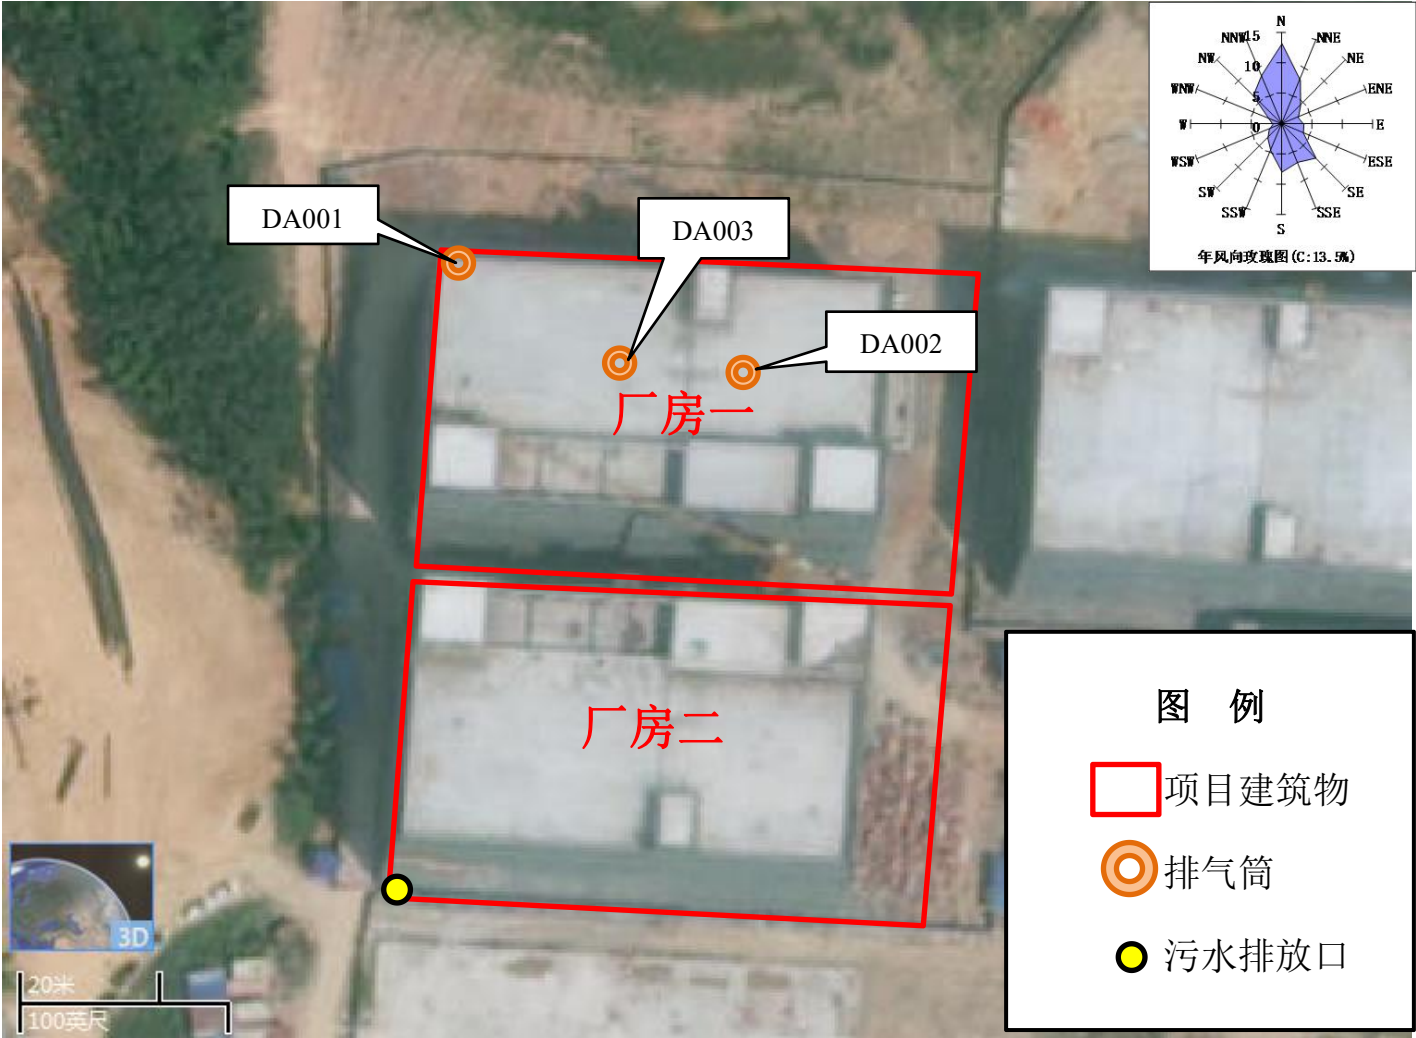 N
NNW
15
NNE
NW
10
NE
WNW
5
ENE
W
0
E
WSW
ESE
SW
SE
SSW
SSE
S
年风向玫瑰图(C:13.5%)
DA001
DA003
DA002
厂房一
厂房二
图 例
项目建筑物
排气筒
污水排放口
3D
20米
100英尺